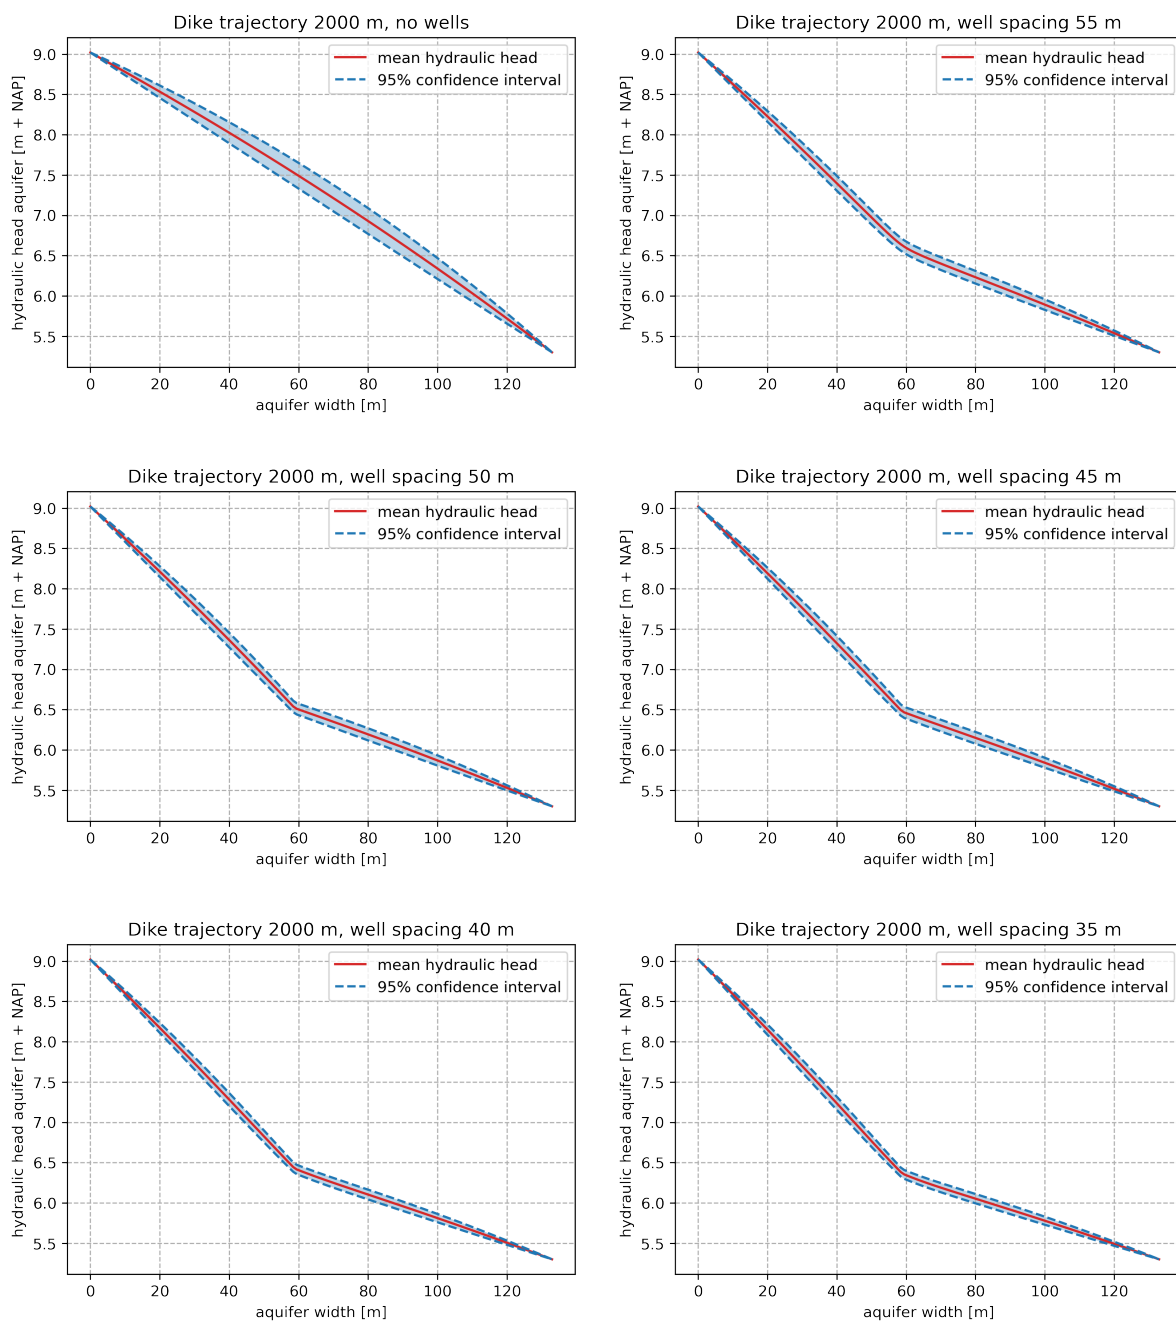 Dike trajectory 2000 m, no wells
mean hydraulic head
95% confidence interval
hydraulic head aquifer [m + NAP]
9.0
8.5
8.0
7.5
7.0
6.5
6.0
5.5
0 20 40 60 80 100 120
aquifer width [m]
Dike trajectory 2000 m, well spacing 55 m
mean hydraulic head
95% confidence interval
hydraulic head aquifer [m + NAP]
9.0
8.5
8.0
7.5
7.0
6.5
6.0
5.5
0 20 40 60 80 100 120
aquifer width [m]
Dike trajectory 2000 m, well spacing 50 m
mean hydraulic head
95% confidence interval
hydraulic head aquifer [m + NAP]
9.0
8.5
8.0
7.5
7.0
6.5
6.0
5.5
0 20 40 60 80 100 120
aquifer width [m]
Dike trajectory 2000 m, well spacing 45 m
mean hydraulic head
95% confidence interval
hydraulic head aquifer [m + NAP]
9.0
8.5
8.0
7.5
7.0
6.5
6.0
5.5
0 20 40 60 80 100 120
aquifer width [m]
Dike trajectory 2000 m, well spacing 40 m
mean hydraulic head
95% confidence interval
hydraulic head aquifer [m + NAP]
9.0
8.5
8.0
7.5
7.0
6.5
6.0
5.5
0 20 40 60 80 100 120
aquifer width [m]
Dike trajectory 2000 m, well spacing 35 m
mean hydraulic head
95% confidence interval
hydraulic head aquifer [m + NAP]
9.0
8.5
8.0
7.5
7.0
6.5
6.0
5.5
0 20 40 60 80 100 120
aquifer width [m]